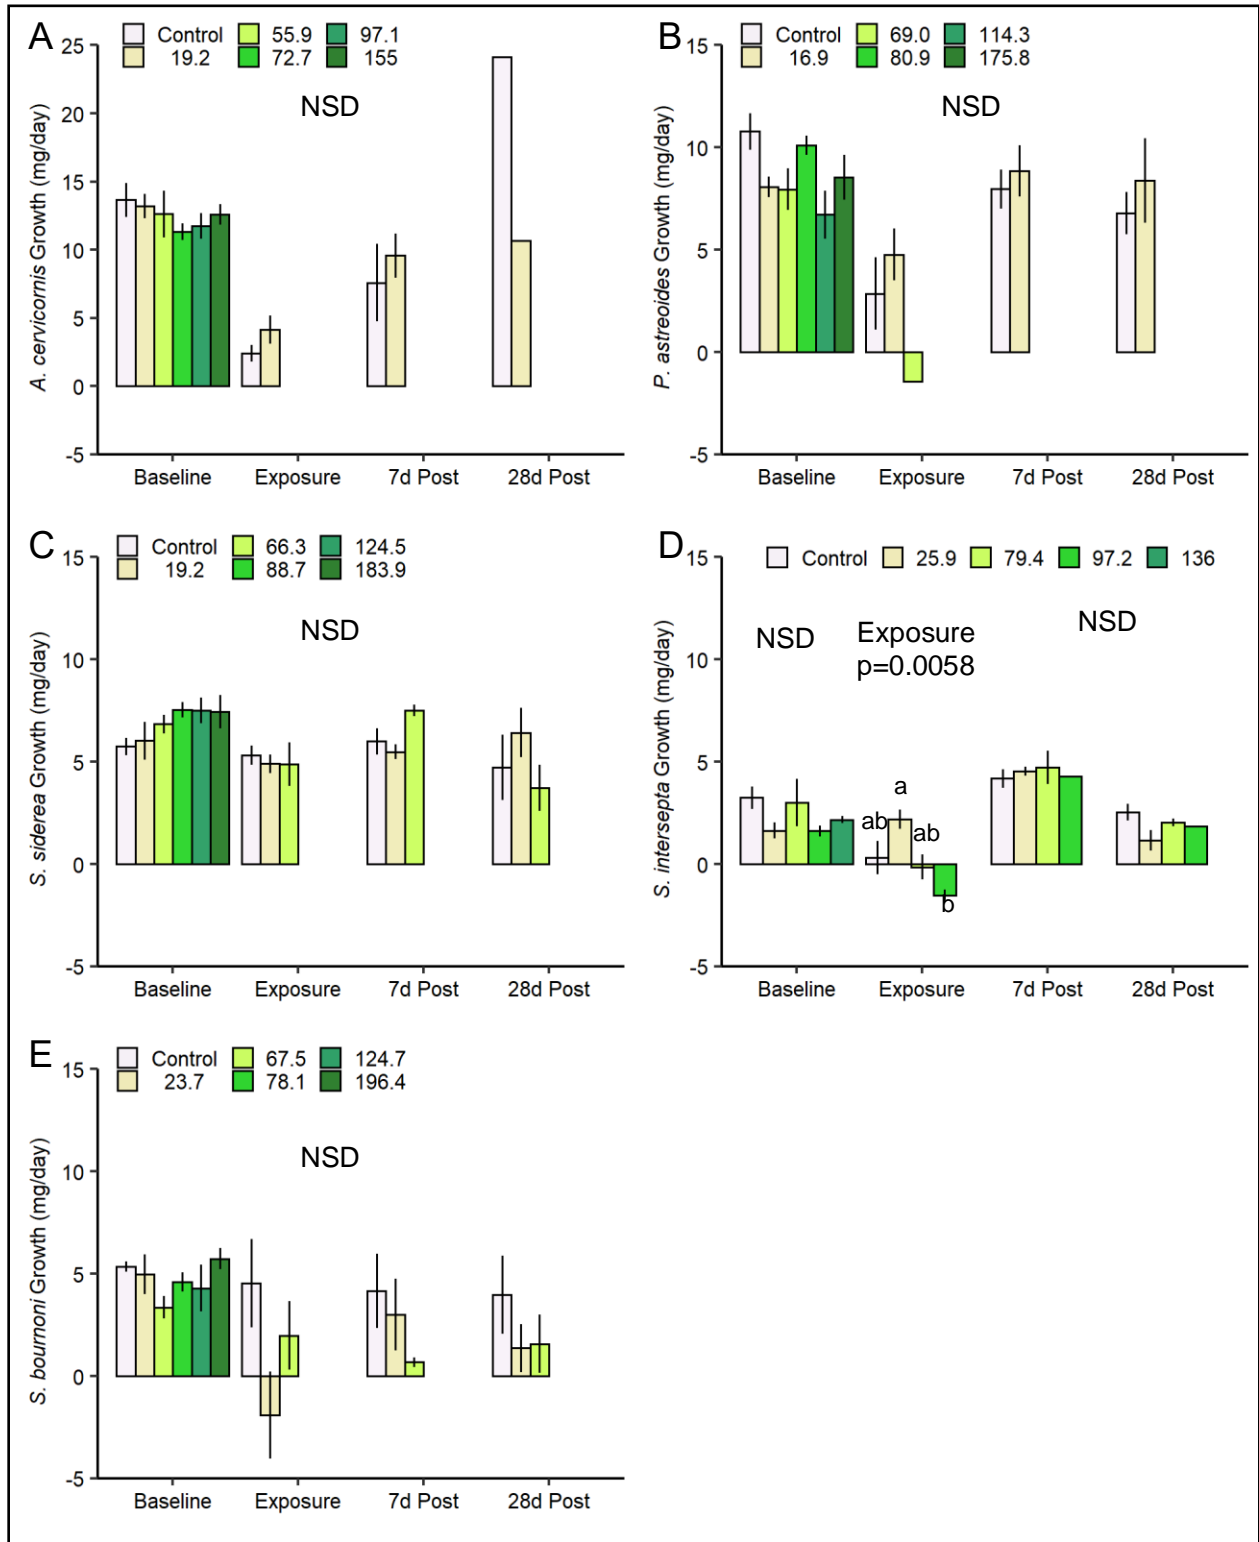 A
Control 55.9 97.1
19.2 72.7 155
NSD
A. cervicornis Growth (mg/day)
25
20
15
10
5
0
-5
Baseline Exposure 7d Post 28d Post
B
Control 69.0 114.3
16.9 80.9 175.8
NSD
P. astreoides Growth (mg/day)
15
10
5
0
-5
Baseline Exposure 7d Post 28d Post
C
Control 66.3 124.5
19.2 88.7 183.9
NSD
S. siderea Growth (mg/day)
15
10
5
0
-5
Baseline Exposure 7d Post 28d Post
D
Control 25.9 79.4 97.2 136
NSD
Exposure
p=0.0058
NSD
S. intersepta Growth (mg/day)
15
10
5
0
-5
a
ab
ab
b
Baseline Exposure 7d Post 28d Post
E
Control 67.5 124.7
23.7 78.1 196.4
NSD
S. bournoni Growth (mg/day)
15
10
5
0
-5
Baseline Exposure 7d Post 28d Post